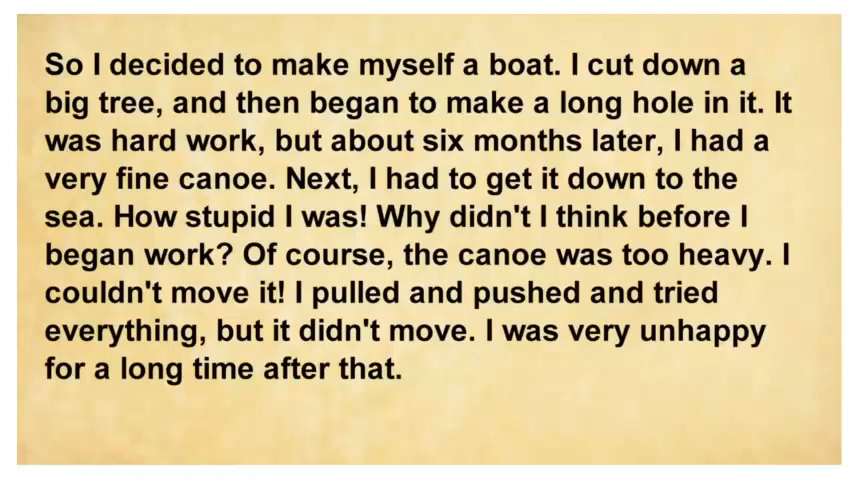 So I decided to make myself a boat. I cut down a
big tree, and then began to make a long hole in it. It
was hard work, but about six months later, I had a
very fine canoe. Next, I had to get it down to the
sea. How stupid I was! Why didn't I think before I
began work? Of course, the canoe was too heavy. I
couldn't move it! I pulled and pushed and tried
everything, but it didn't move. I was very unhappy
for a long time after that.